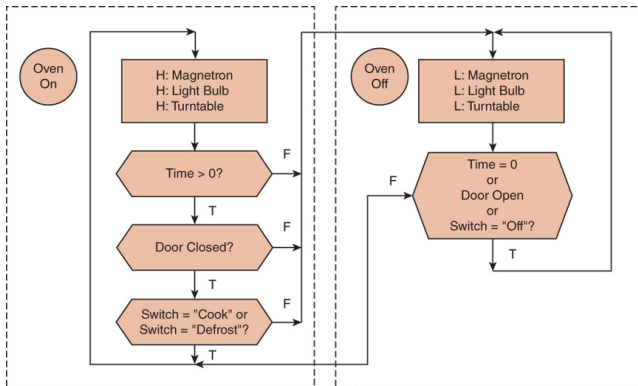 Oven
On
H: Magnetron
H: Light Bulb
H: Turntable
F
Time > 0?
T
F
Door Closed?
T
F
Switch = "Cook" or
Switch = "Defrost"?
T
Oven
Off
L: Magnetron
L: Light Bulb
L: Turntable
F
Time = 0
or
Door Open
or
Switch = "Off"?
T